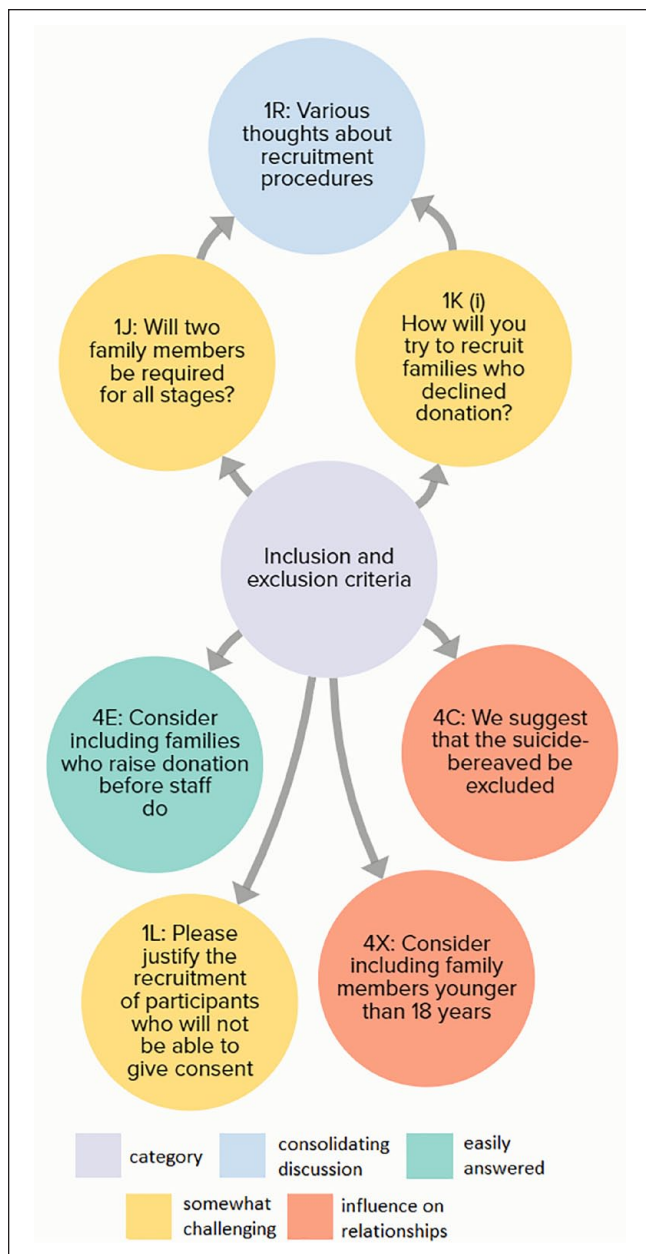 1R: Various
thoughts about
recruitment
procedures
1J: Will two
family members
be required
for all stages?
1K (i)
How will you
try to recruit
families who
declined
donation?
Inclusion and
exclusion criteria
4E: Consider
including families
who raise donation
before staff
do
4C: We suggest
that the suicide-
bereaved be
excluded
1L: Please
justify the
recruitment
of participants
who will not
be able to
give consent
4X: Consider
including family
members younger
than 18 years
category
consolidating
discussion
easily
answered
somewhat
challenging
influence on
relationships